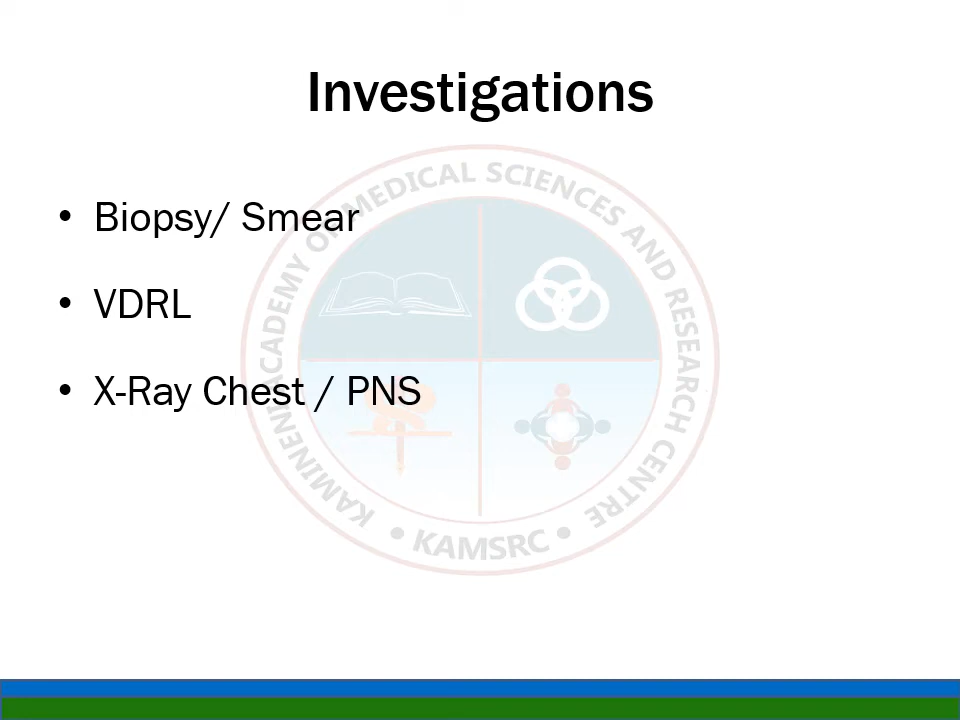 Investigations
• Biopsy/ Smear
• VDRL
• X-Ray Chest / PNS
KAMINENI ACADEMY OF MEDICAL SCIENCES AND RESEARCH CENTRE
• KAMSRC •